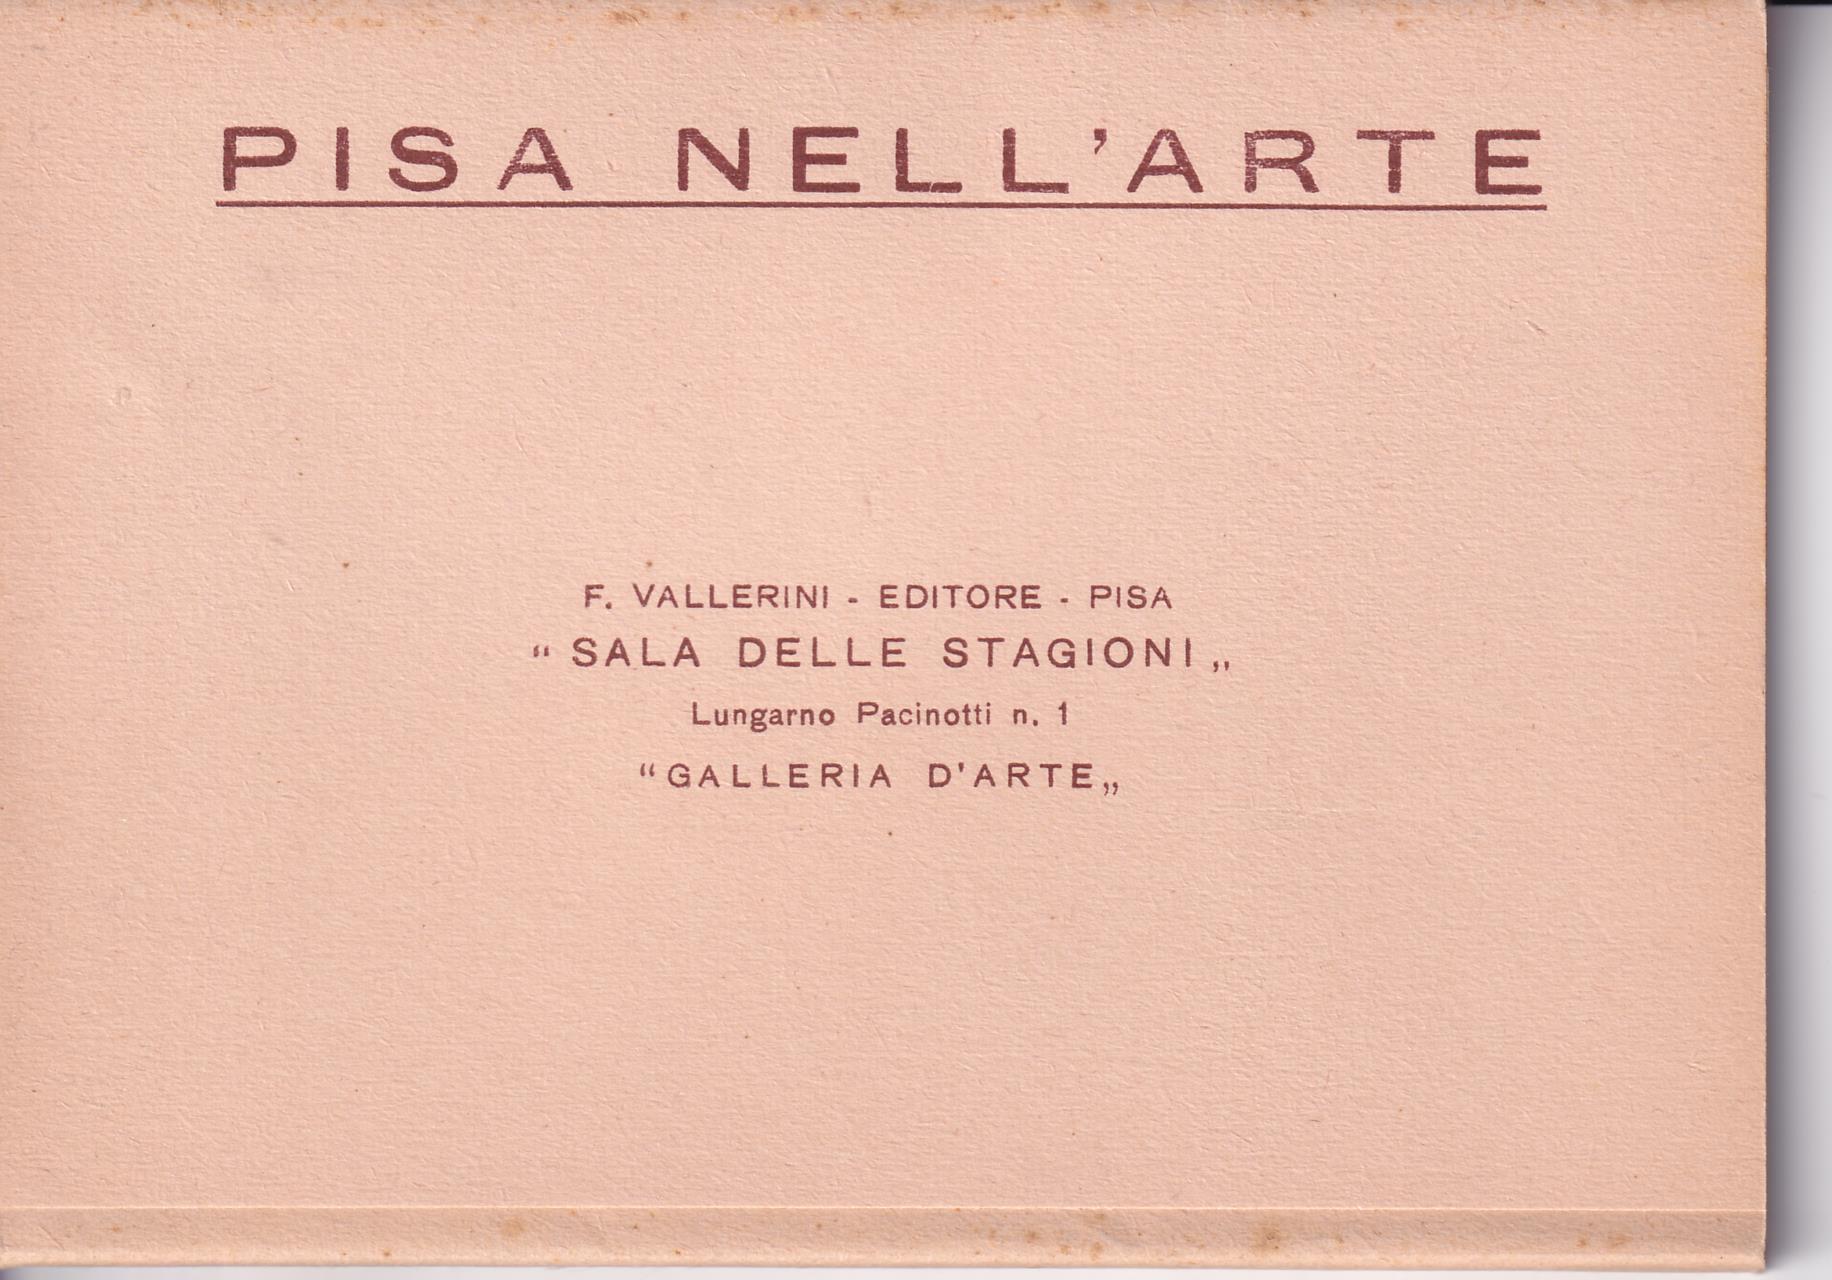 PISA NELL'ARTE
F. VALLERINI - EDITORE - PISA
“ SALA DELLE STAGIONI „
Lungarno Pacinotti n. 1
“GALLERIA D'ARTE„